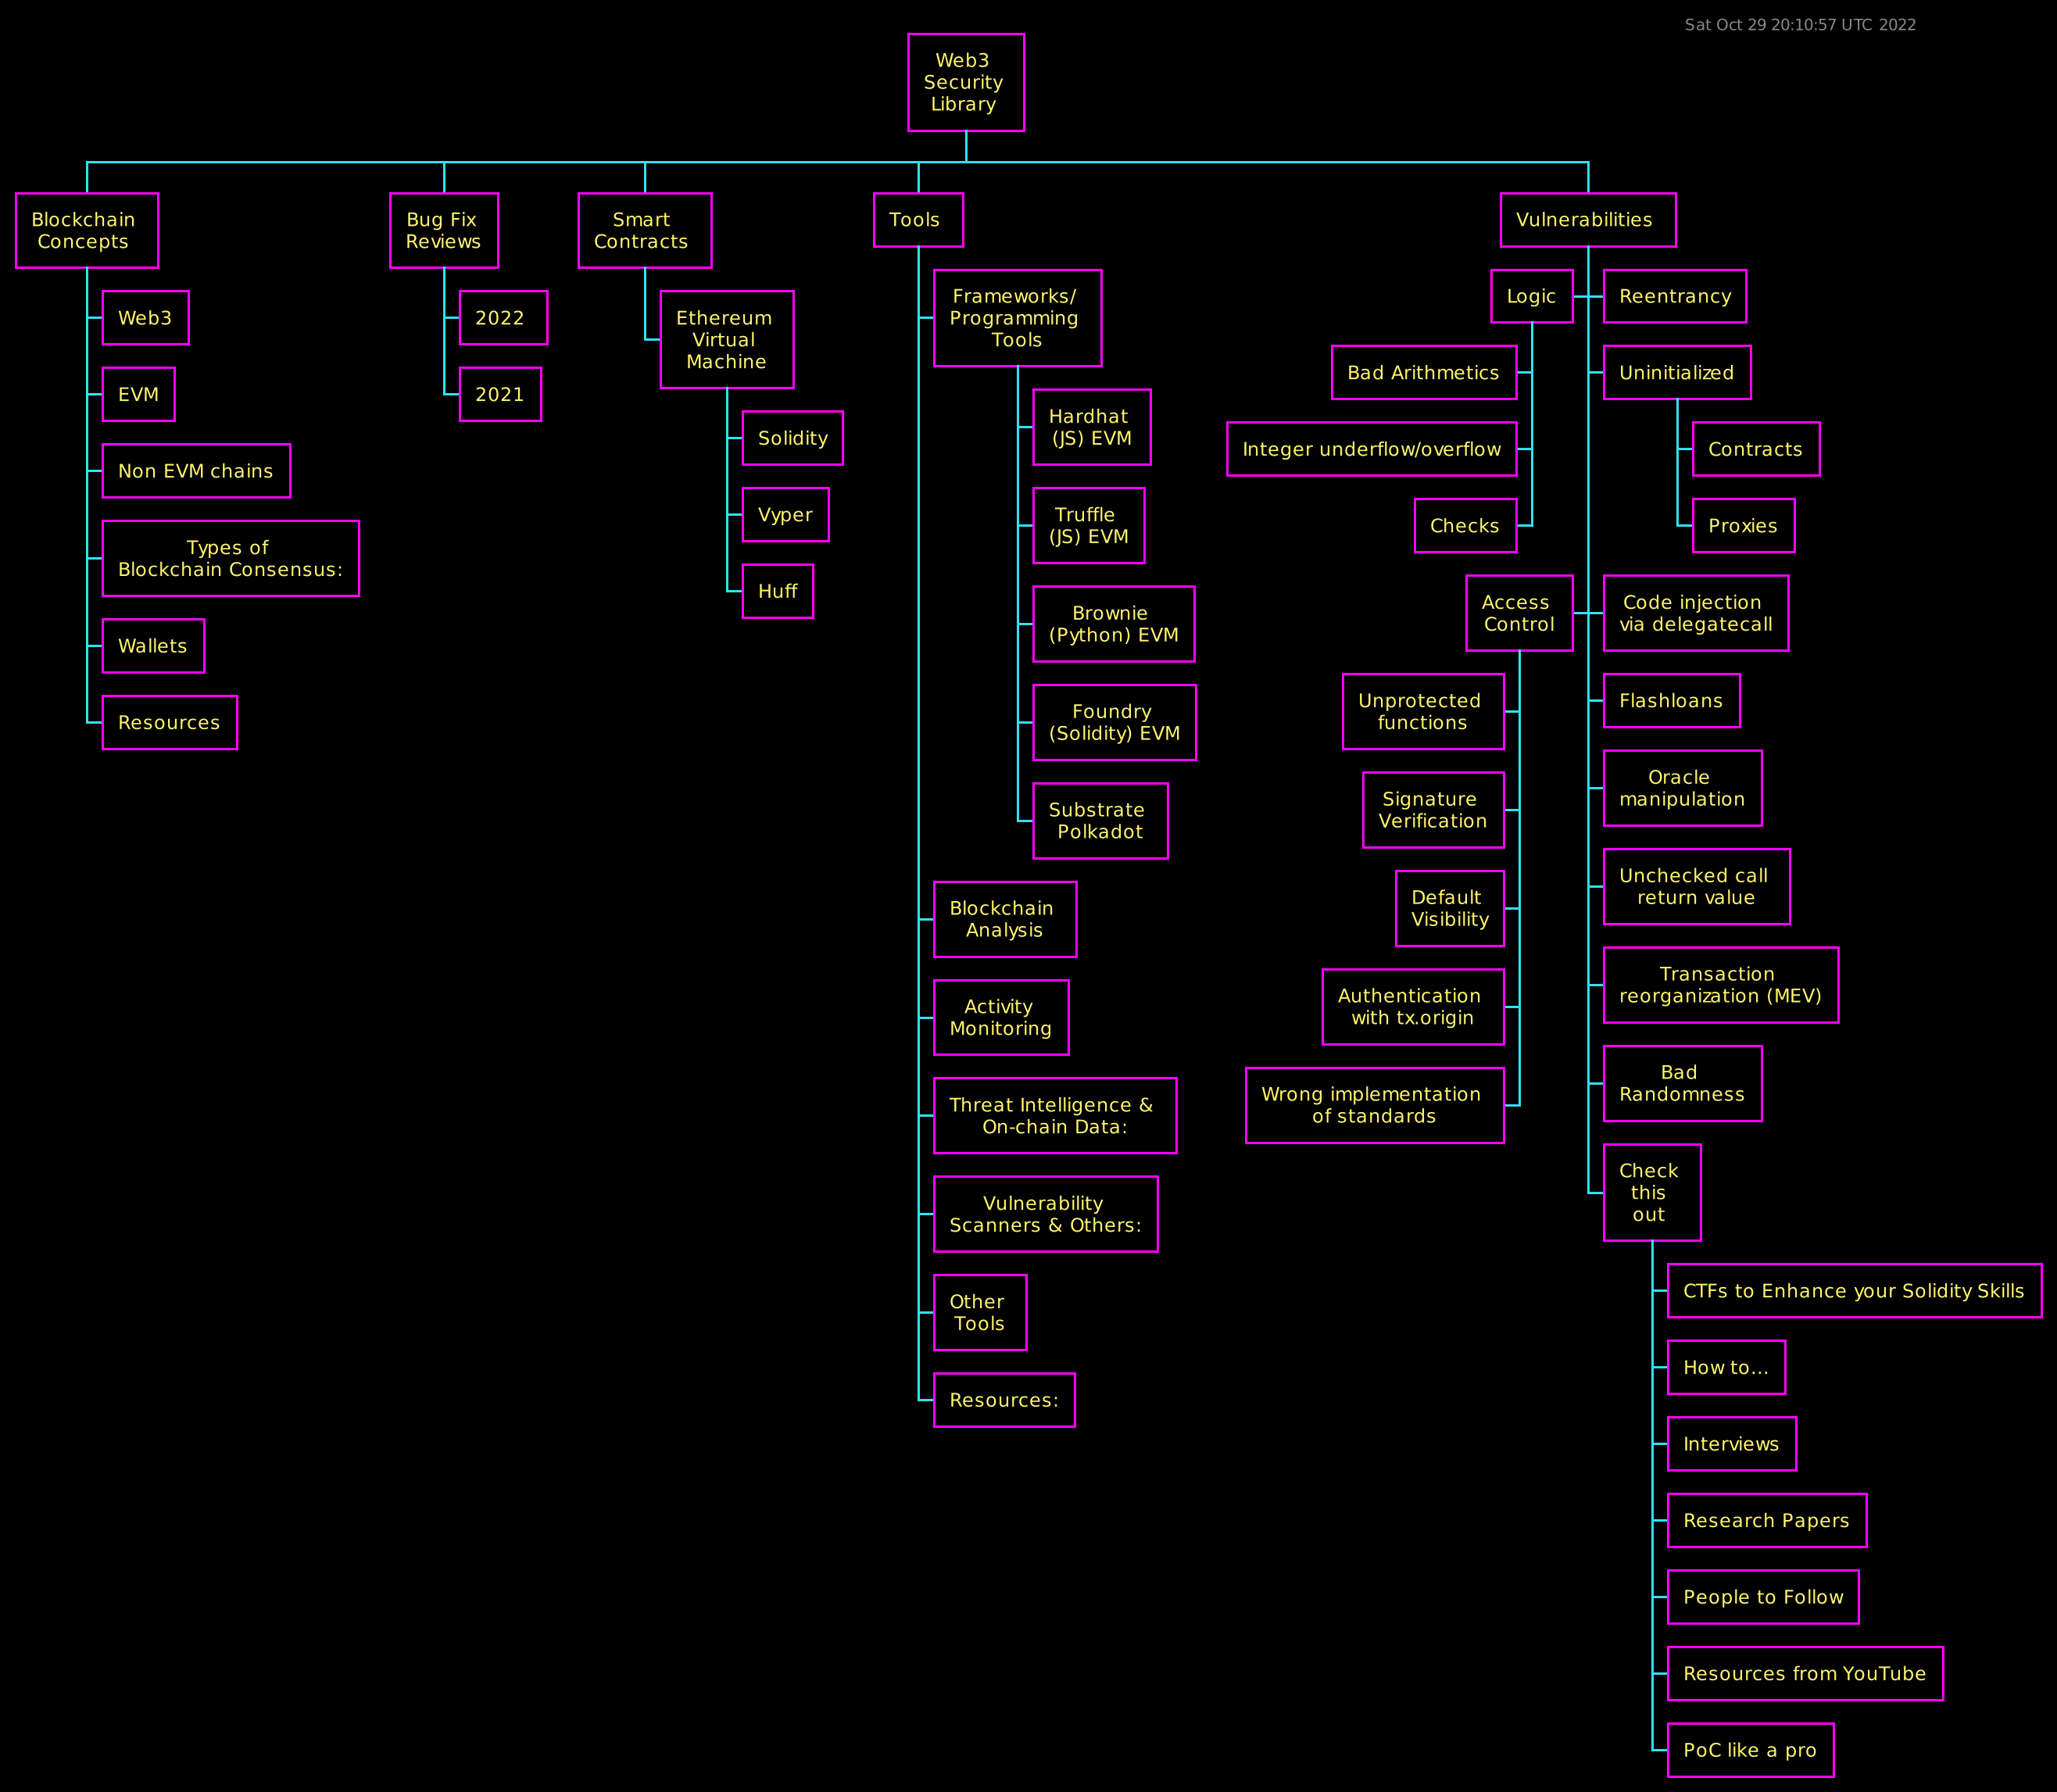 Sat Oct 29 20:10:57 UTC 2022
Web3
Security
Library
Blockchain
Concepts
Web3
EVM
Non EVM chains
Types of
Blockchain Consensus:
Wallets
Resources
Bug Fix
Reviews
2022
2021
Smart
Contracts
Ethereum
Virtual
Machine
Solidity
Vyper
Huff
Tools
Frameworks/
Programming
Tools
Hardhat
(JS) EVM
Truffle
(JS) EVM
Brownie
(Python) EVM
Foundry
(Solidity) EVM
Substrate
Polkadot
Blockchain
Analysis
Activity
Monitoring
Threat Intelligence &
On-chain Data:
Vulnerability
Scanners & Others:
Other
Tools
Resources:
Vulnerabilities
Logic
Bad Arithmetics
Integer underflow/overflow
Checks
Access
Control
Unprotected
functions
Signature
Verification
Default
Visibility
Authentication
with tx.origin
Wrong implementation
of standards
Reentrancy
Uninitialized
Contracts
Proxies
Code injection
via delegatecall
Flashloans
Oracle
manipulation
Unchecked call
return value
Transaction
reorganization (MEV)
Bad
Randomness
Check
this
out
CTFs to Enhance your Solidity Skills
How to...
Interviews
Research Papers
People to Follow
Resources from YouTube
PoC like a pro